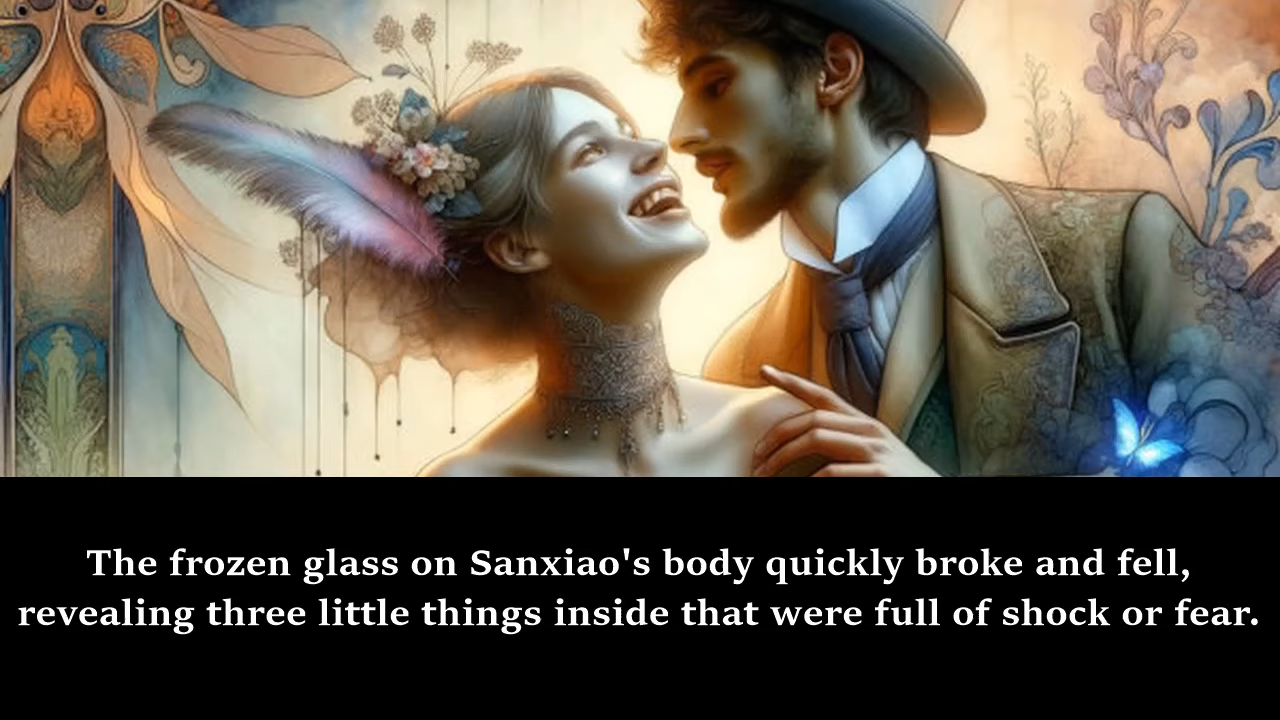 The frozen glass on Sanxiao's body quickly broke and fell,
revealing three little things inside that were full of shock or fear.